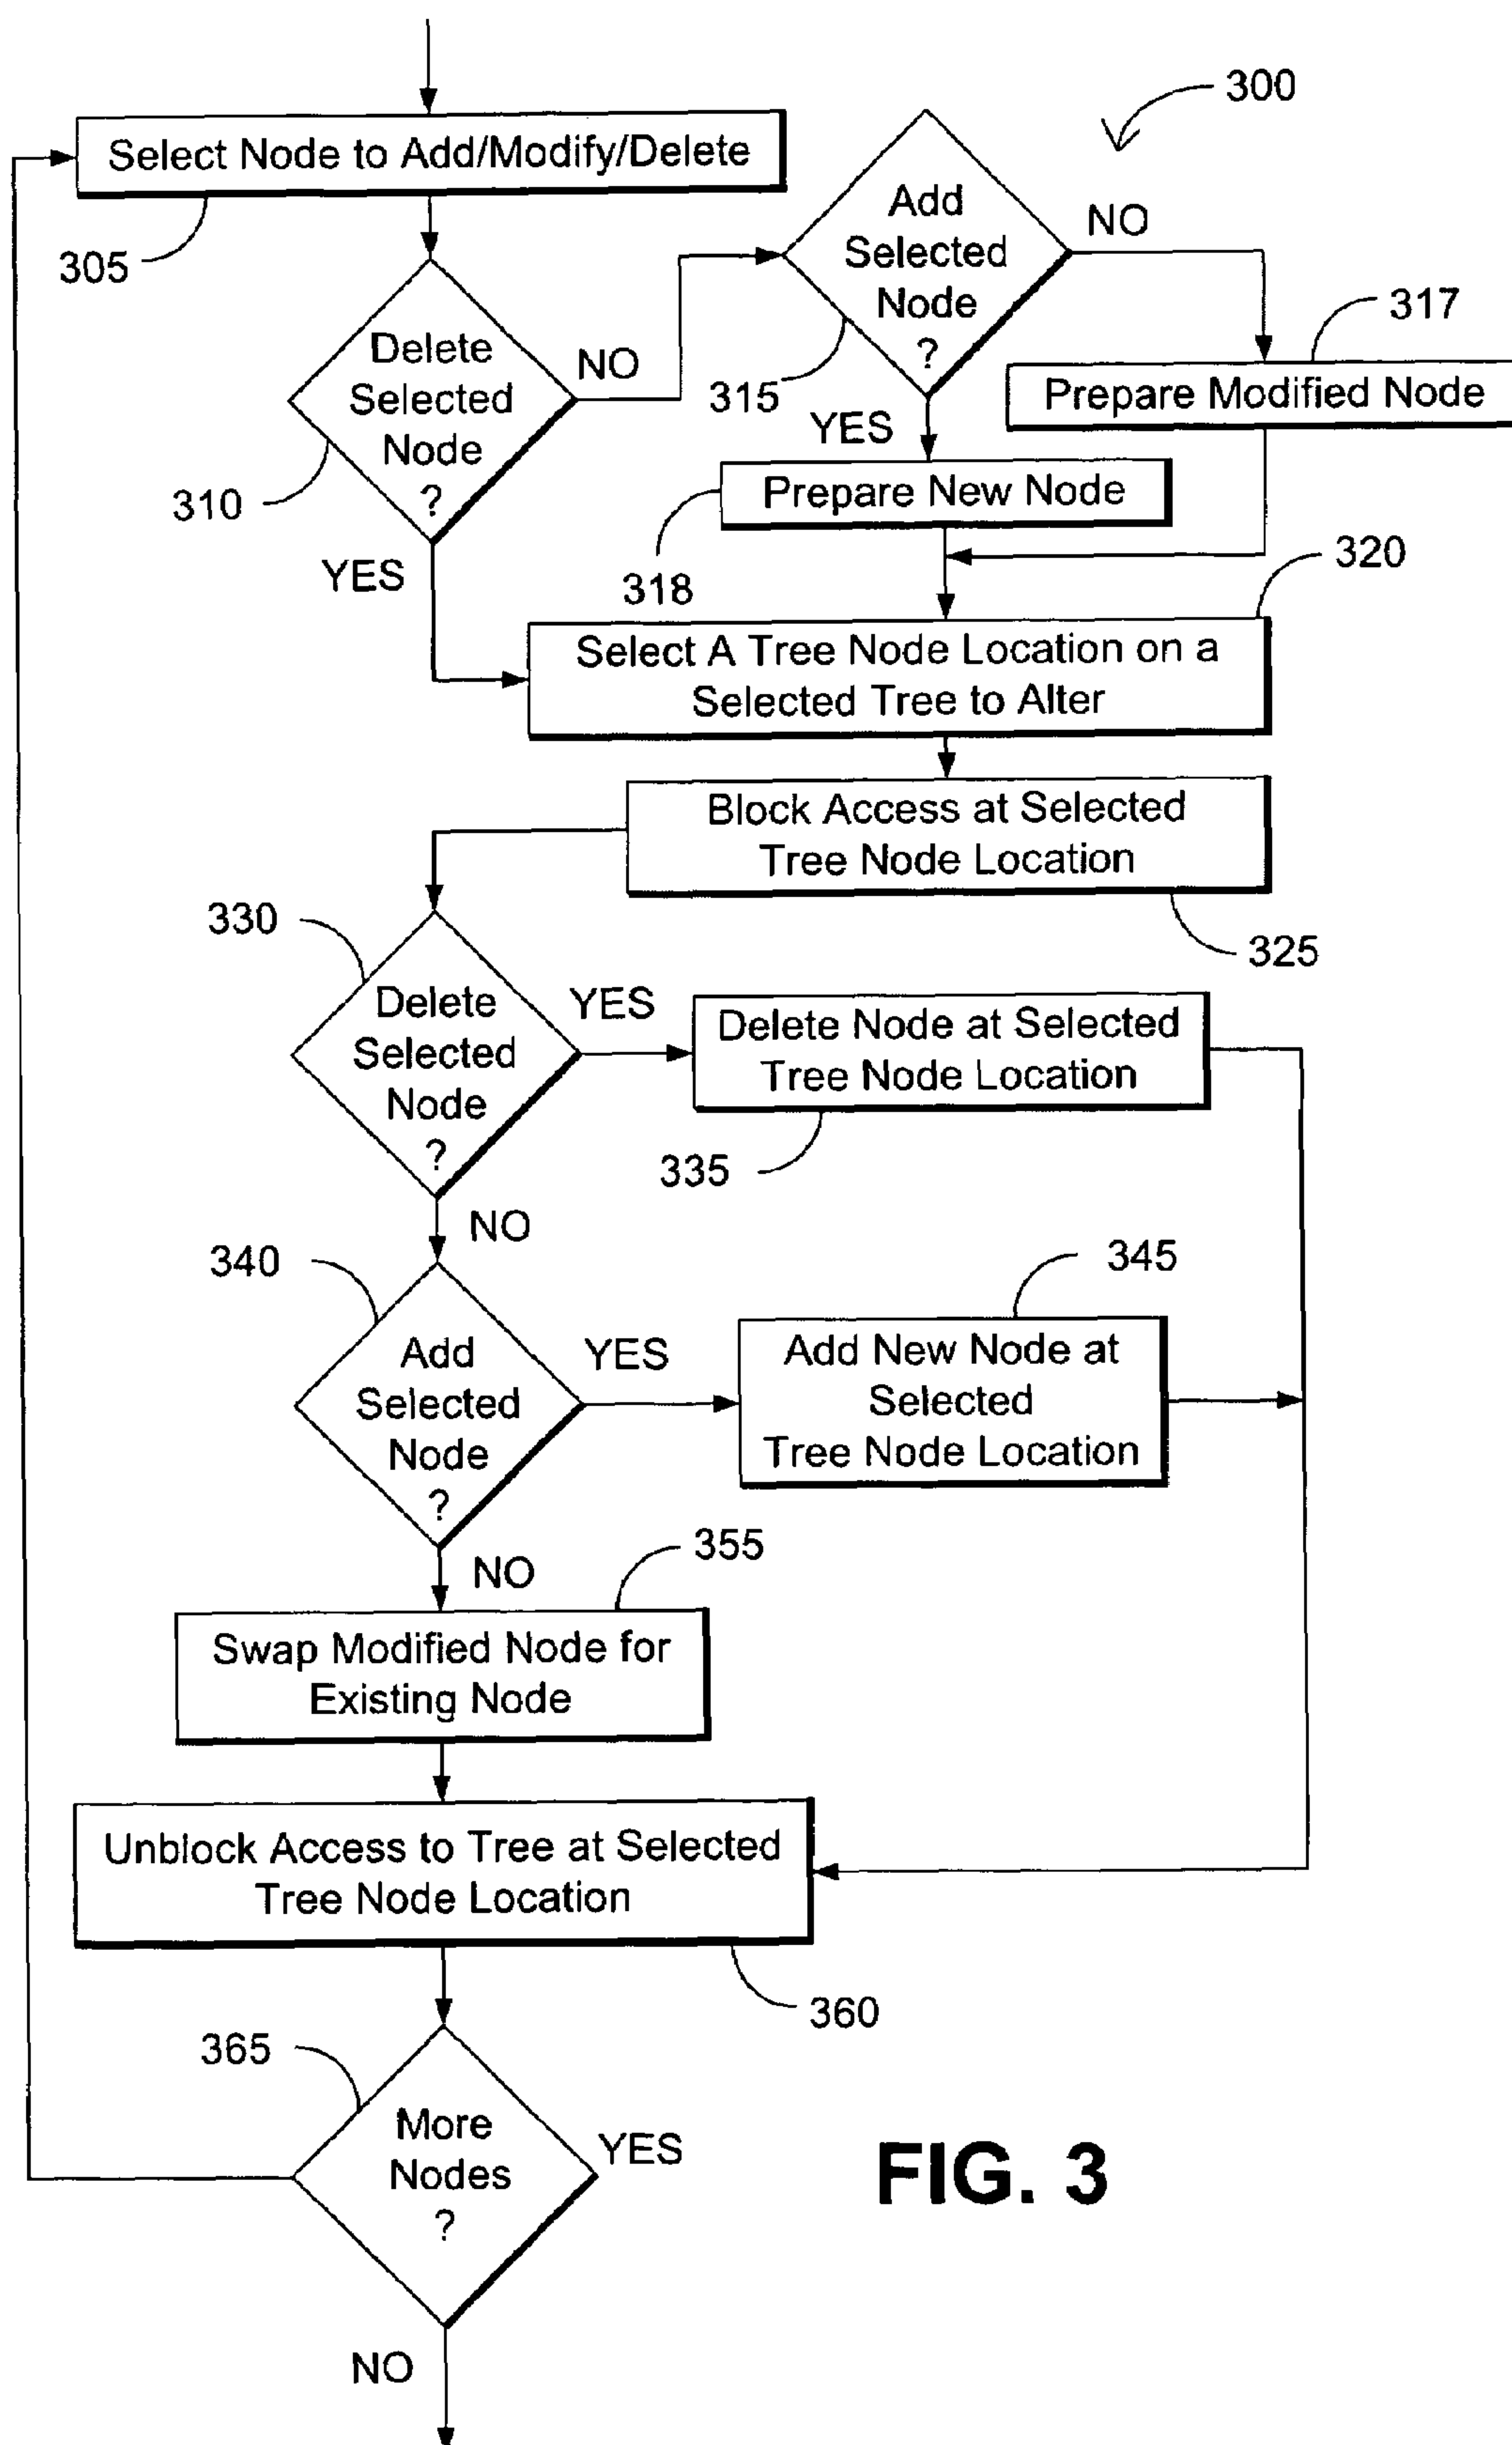 300
Select Node to Add/Modify/Delete
305
Add
Selected
Node
?
NO
315
YES
317
Prepare Modified Node
Delete
Selected
Node
?
NO
310
YES
Prepare New Node
318
320
Select A Tree Node Location on a
Selected Tree to Alter
Block Access at Selected
Tree Node Location
325
330
Delete
Selected
Node
?
YES
Delete Node at Selected
Tree Node Location
335
NO
340
Add
Selected
Node
?
YES
345
Add New Node at
Selected
Tree Node Location
NO
355
Swap Modified Node for
Existing Node
Unblock Access to Tree at Selected
Tree Node Location
360
365
More
Nodes
?
YES
NO
FIG. 3